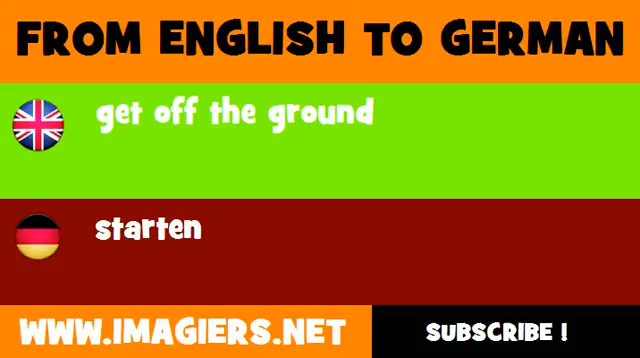 FROM ENGLISH TO GERMAN
get off the ground
starten
WWW.IMAGIERS.NET
SUBSCRIBE !